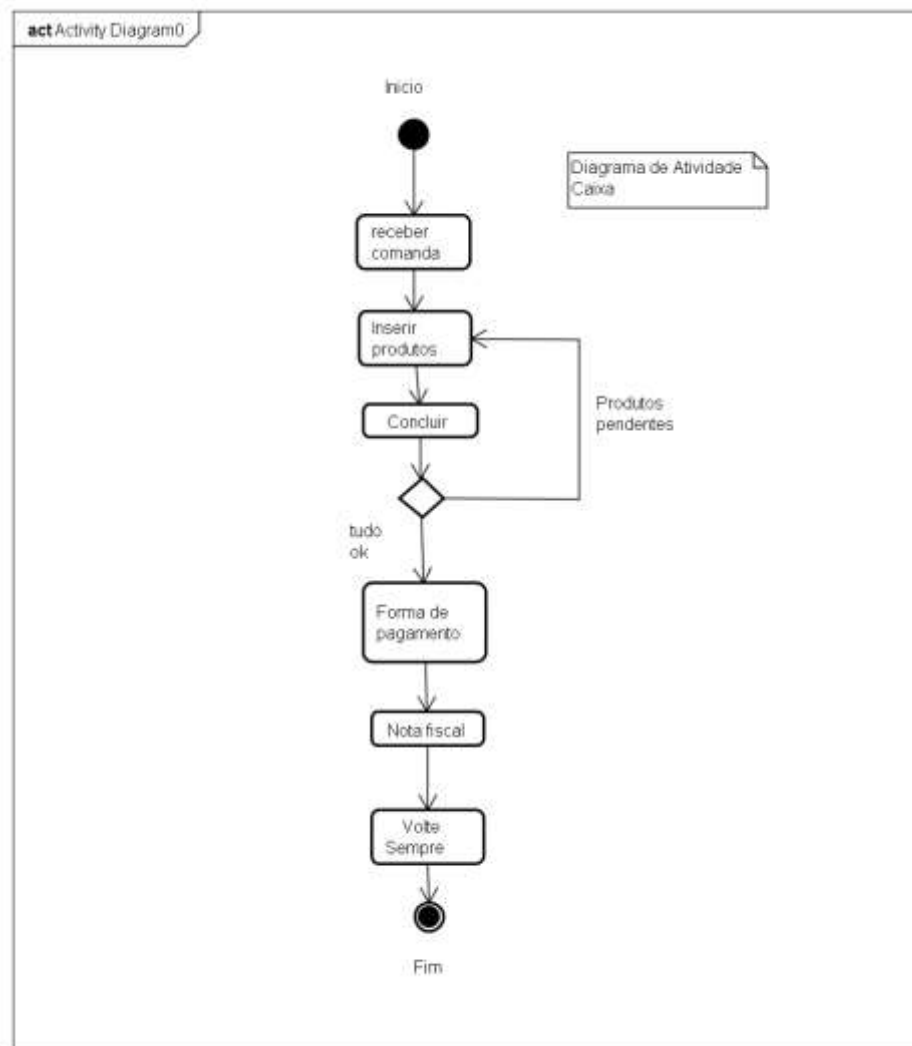 act Activity Diagram0
Inicio
Diagrama de Atividade
Caixa
receber
comanda
Inserir
produtos
Concluir
Produtos
pendentes
tudo
ok
Forma de
pagamento
Nota fiscal
Volte
Sempre
Fim